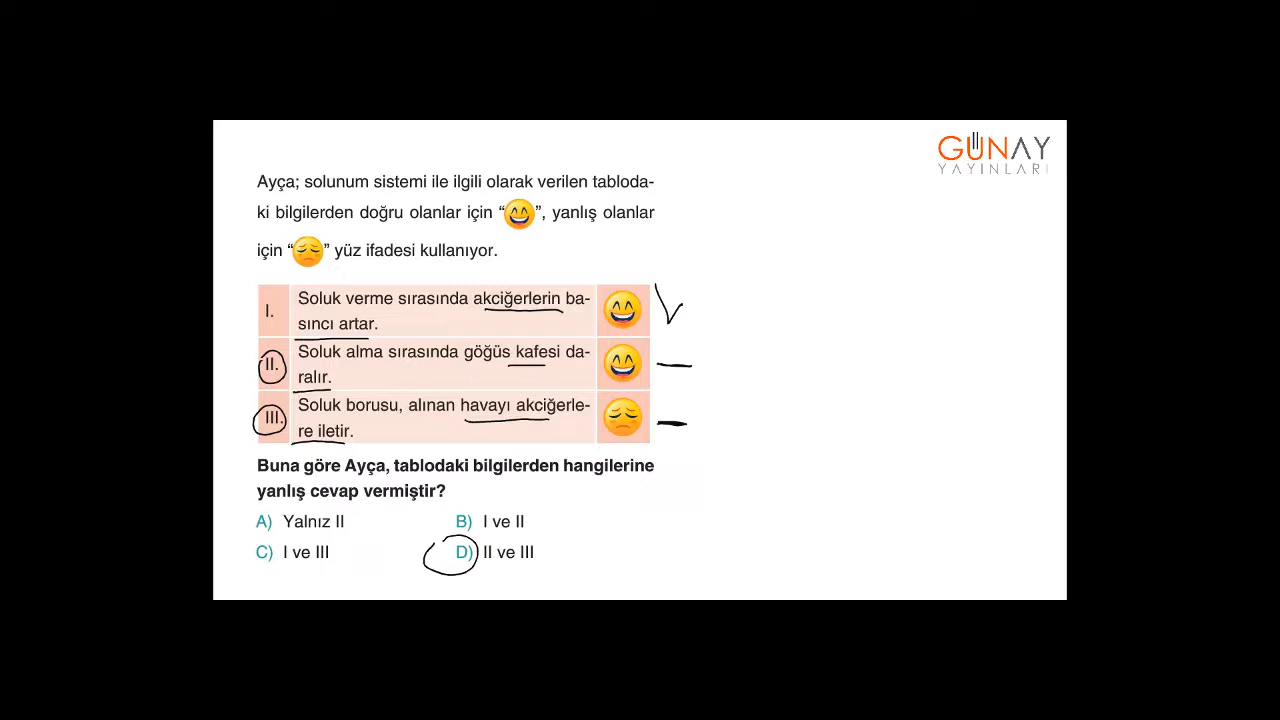 GÜNAY
YAYINLARI
Ayça; solunum sistemi ile ilgili olarak verilen tabloda-
ki bilgilerden doğru olanlar için “😄”, yanlış olanlar
için “😔” yüz ifadesi kullanıyor.
I. Soluk verme sırasında akciğerlerin ba-
sıncı artar.
II. Soluk alma sırasında göğüs kafesi da-
ralır.
III. Soluk borusu, alınan havayı akciğerle-
re iletir.
Buna göre Ayça, tablodaki bilgilerden hangilerine
yanlış cevap vermiştir?
A) Yalnız II
B) I ve II
C) I ve III
D) II ve III